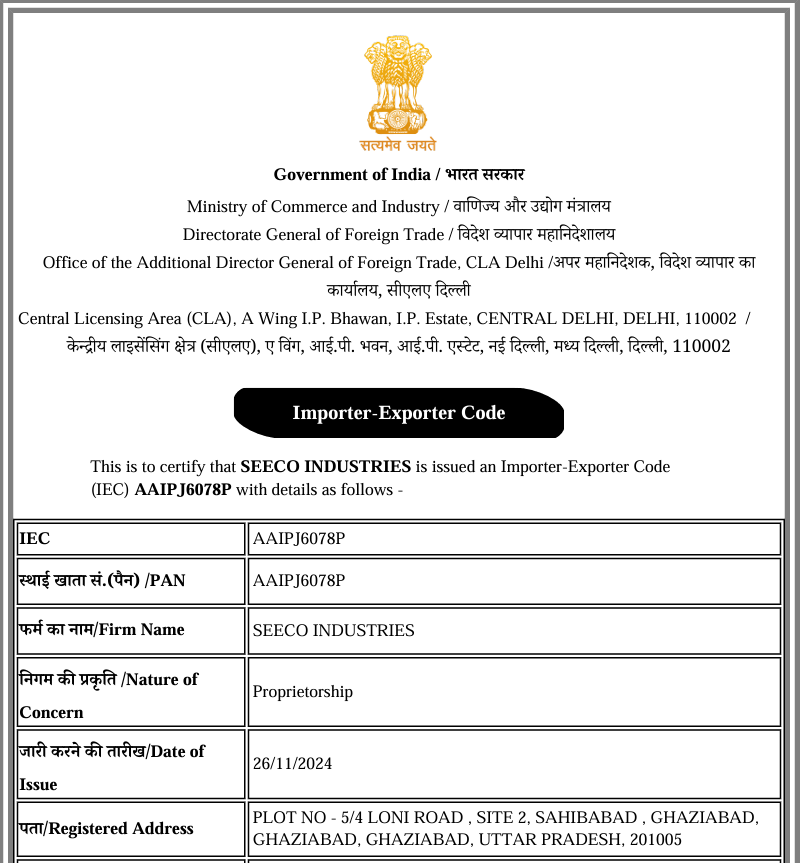 सत्यमेव जयते
Government of India / भारत सरकार
Ministry of Commerce and Industry / वाणिज्य और उद्योग मंत्रालय
Directorate General of Foreign Trade / विदेश व्यापार महानिदेशालय
Office of the Additional Director General of Foreign Trade, CLA Delhi /अपर महानिदेशक, विदेश व्यापार का
कार्यालय, सीएलए दिल्ली
Central Licensing Area (CLA), A Wing I.P. Bhawan, I.P. Estate, CENTRAL DELHI, DELHI, 110002 /
केन्द्रीय लाइसेंसिंग क्षेत्र (सीएलए), ए विंग, आई.पी. भवन, आई.पी. एस्टेट, नई दिल्ली, मध्य दिल्ली, दिल्ली, 110002
Importer-Exporter Code
This is to certify that SEECO INDUSTRIES is issued an Importer-Exporter Code
(IEC) AAIPJ6078P with details as follows -
IEC AAIPJ6078P
स्थाई खाता सं.(पैन) /PAN AAIPJ6078P
फर्म का नाम/Firm Name SEECO INDUSTRIES
निगम की प्रकृति /Nature of
Concern
Proprietorship
जारी करने की तारीख/Date of
Issue
26/11/2024
पता/Registered Address
PLOT NO - 5/4 LONI ROAD , SITE 2, SAHIBABAD , GHAZIABAD,
GHAZIABAD, GHAZIABAD, UTTAR PRADESH, 201005